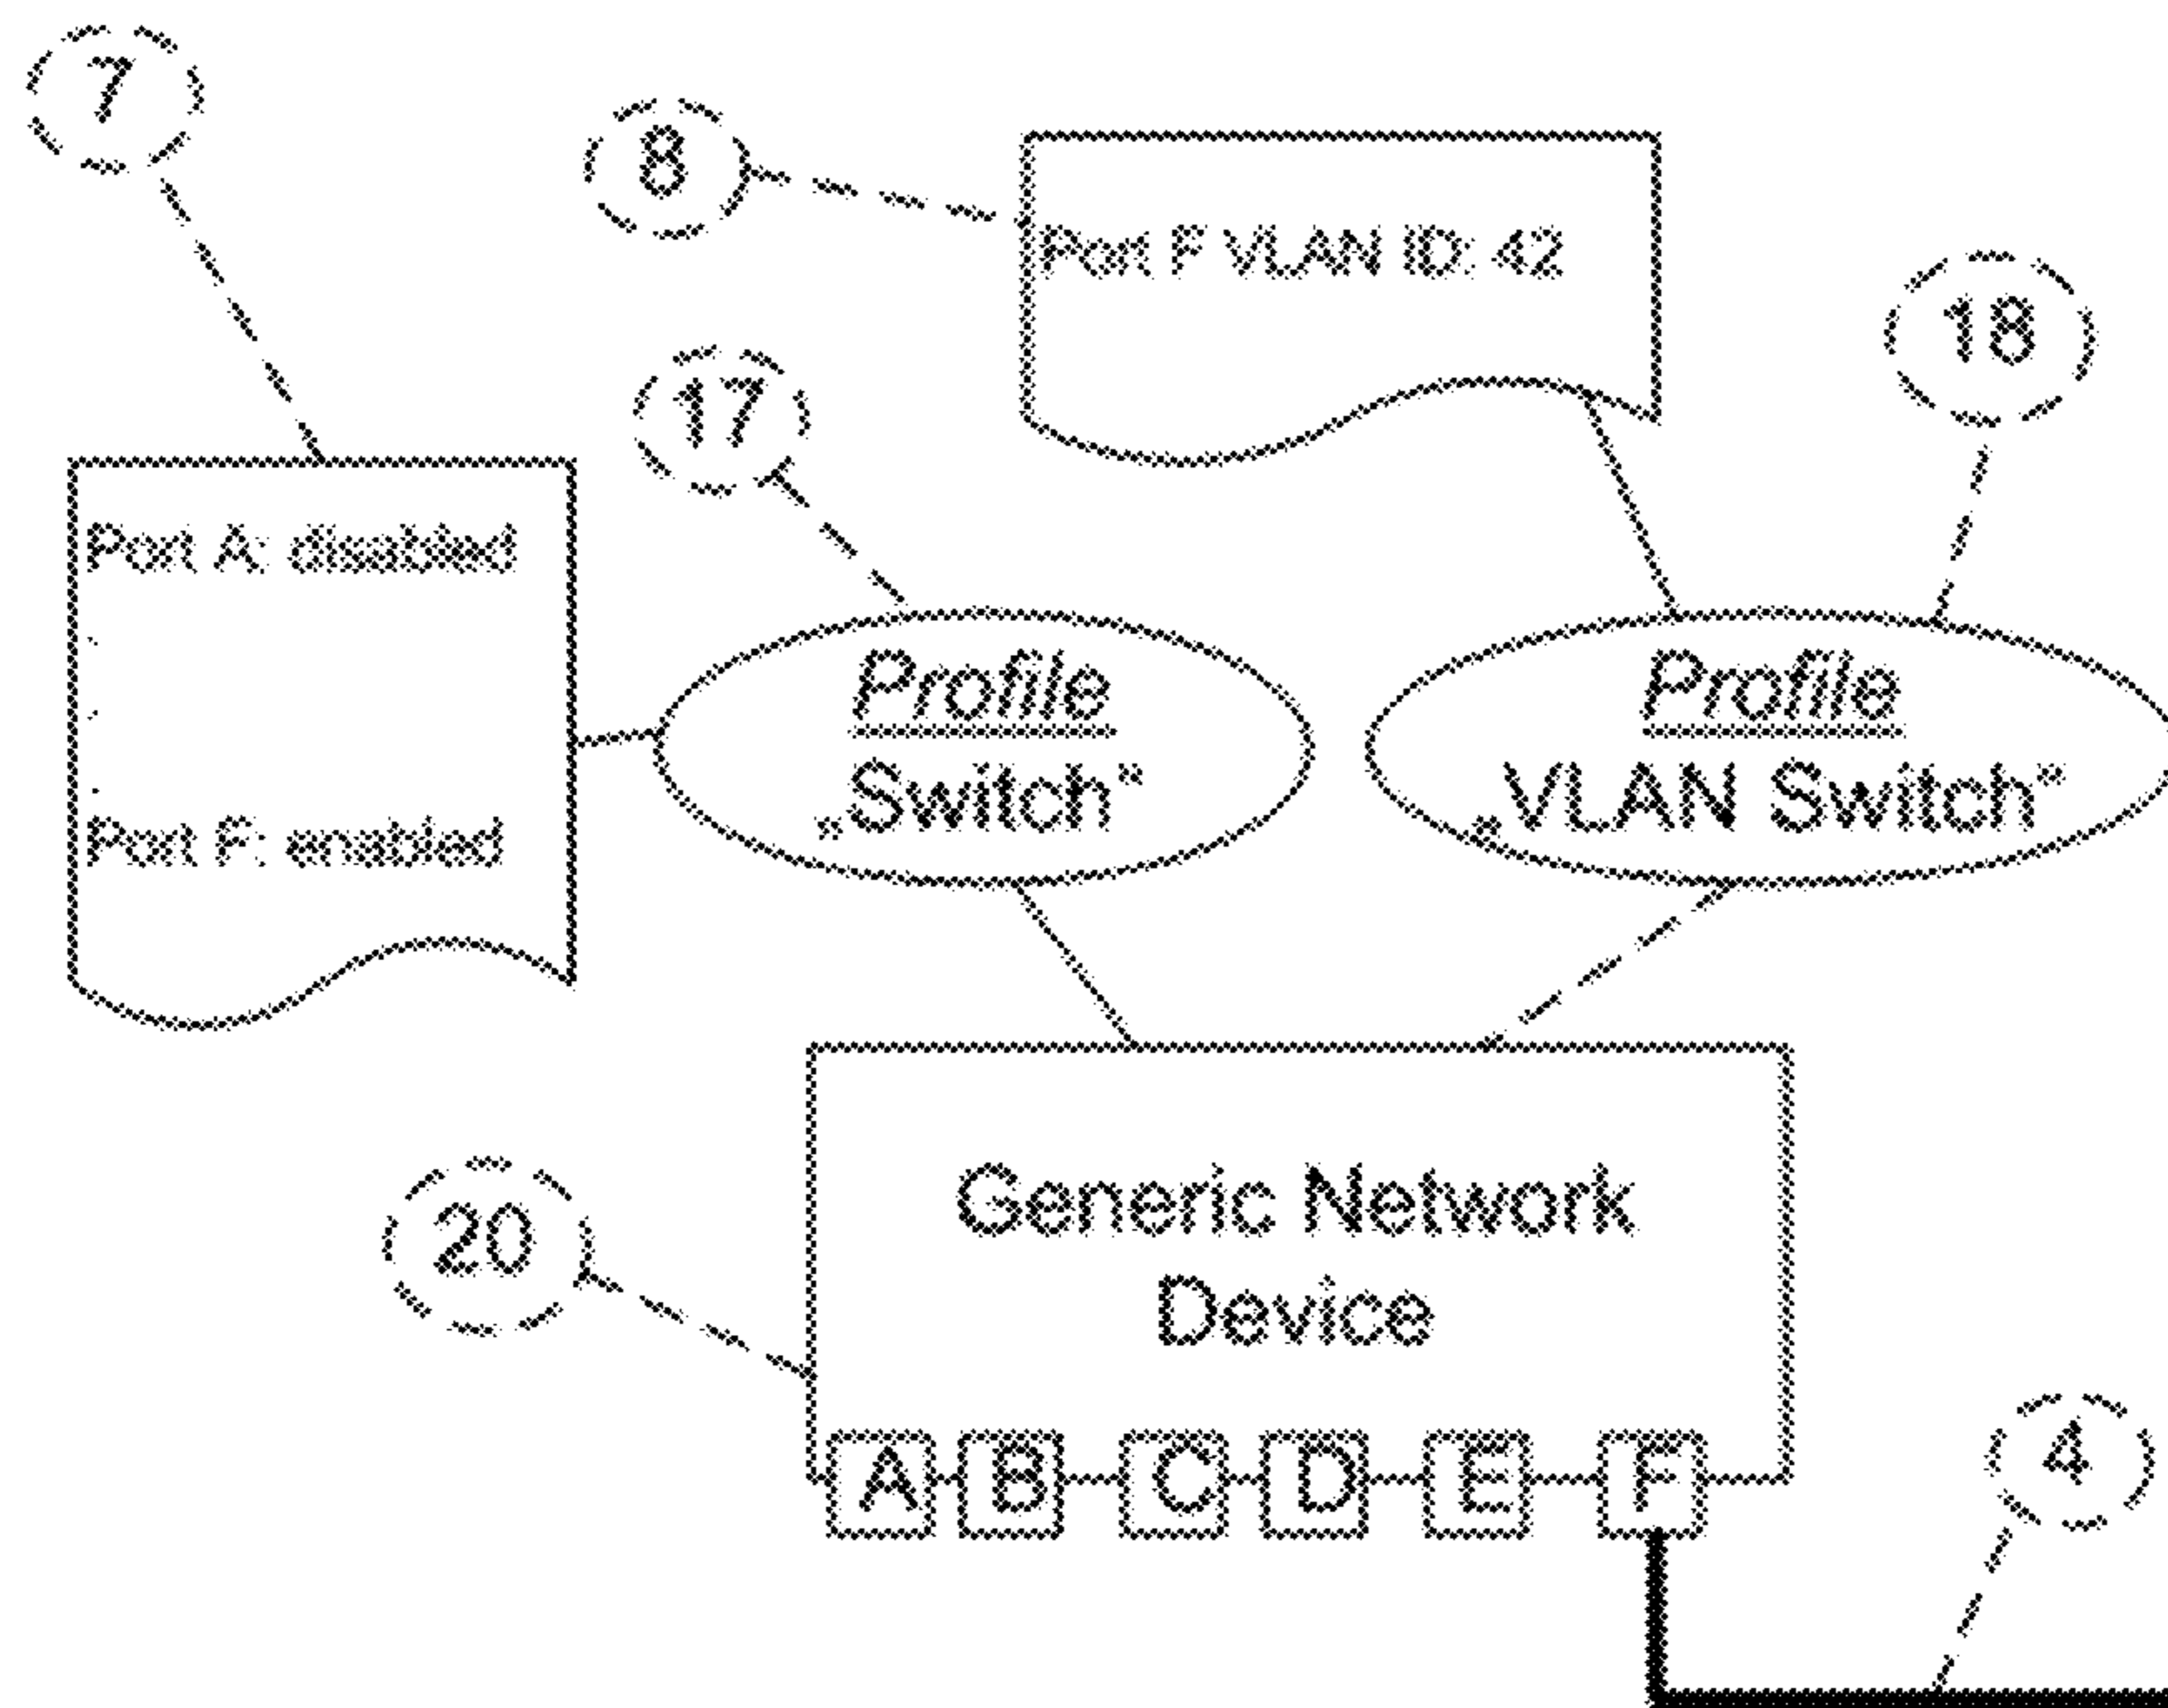 7
8
Port F VLAN ID: 42
18
17
Port A: disabled
.
.
.
Port F: enabled
Profile
„Switch“
Profile
„VLAN Switch“
20
Generic Network
Device
A B C D E F
4